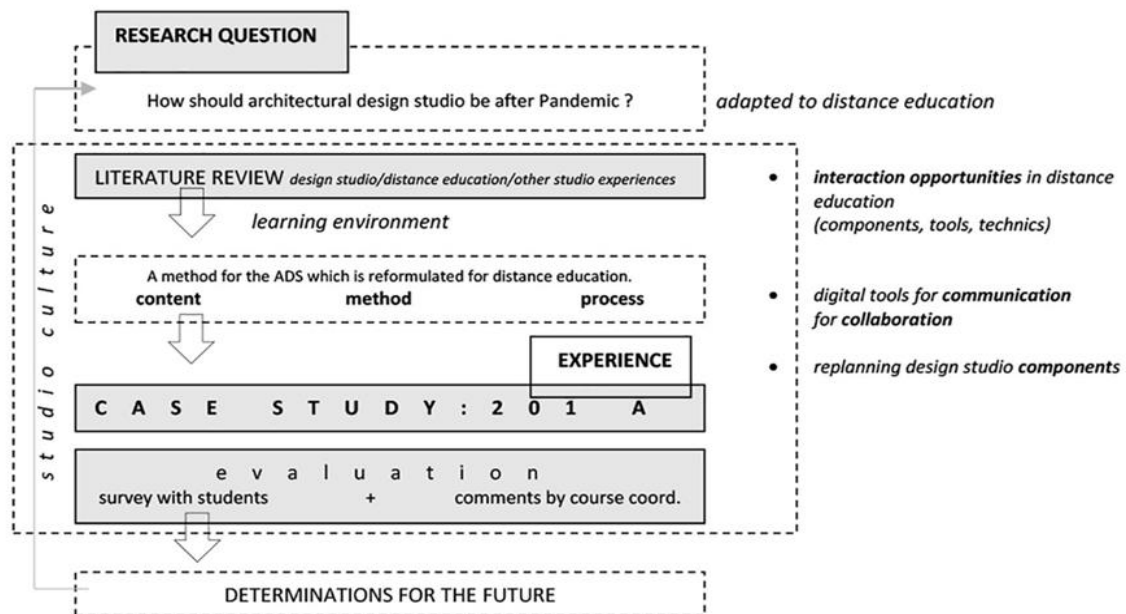 RESEARCH QUESTION
How should architectural design studio be after Pandemic ?
adapted to distance education
LITERATURE REVIEW design studio/distance education/other studio experiences
learning environment
A method for the ADS which is reformulated for distance education.
content method process
EXPERIENCE
CASE STUDY:201 A
evaluation
survey with students + comments by course coord.
DETERMINATIONS FOR THE FUTURE
studio culture
• interaction opportunities in distance
education
(components, tools, technics)
• digital tools for communication
for collaboration
• replanning design studio components